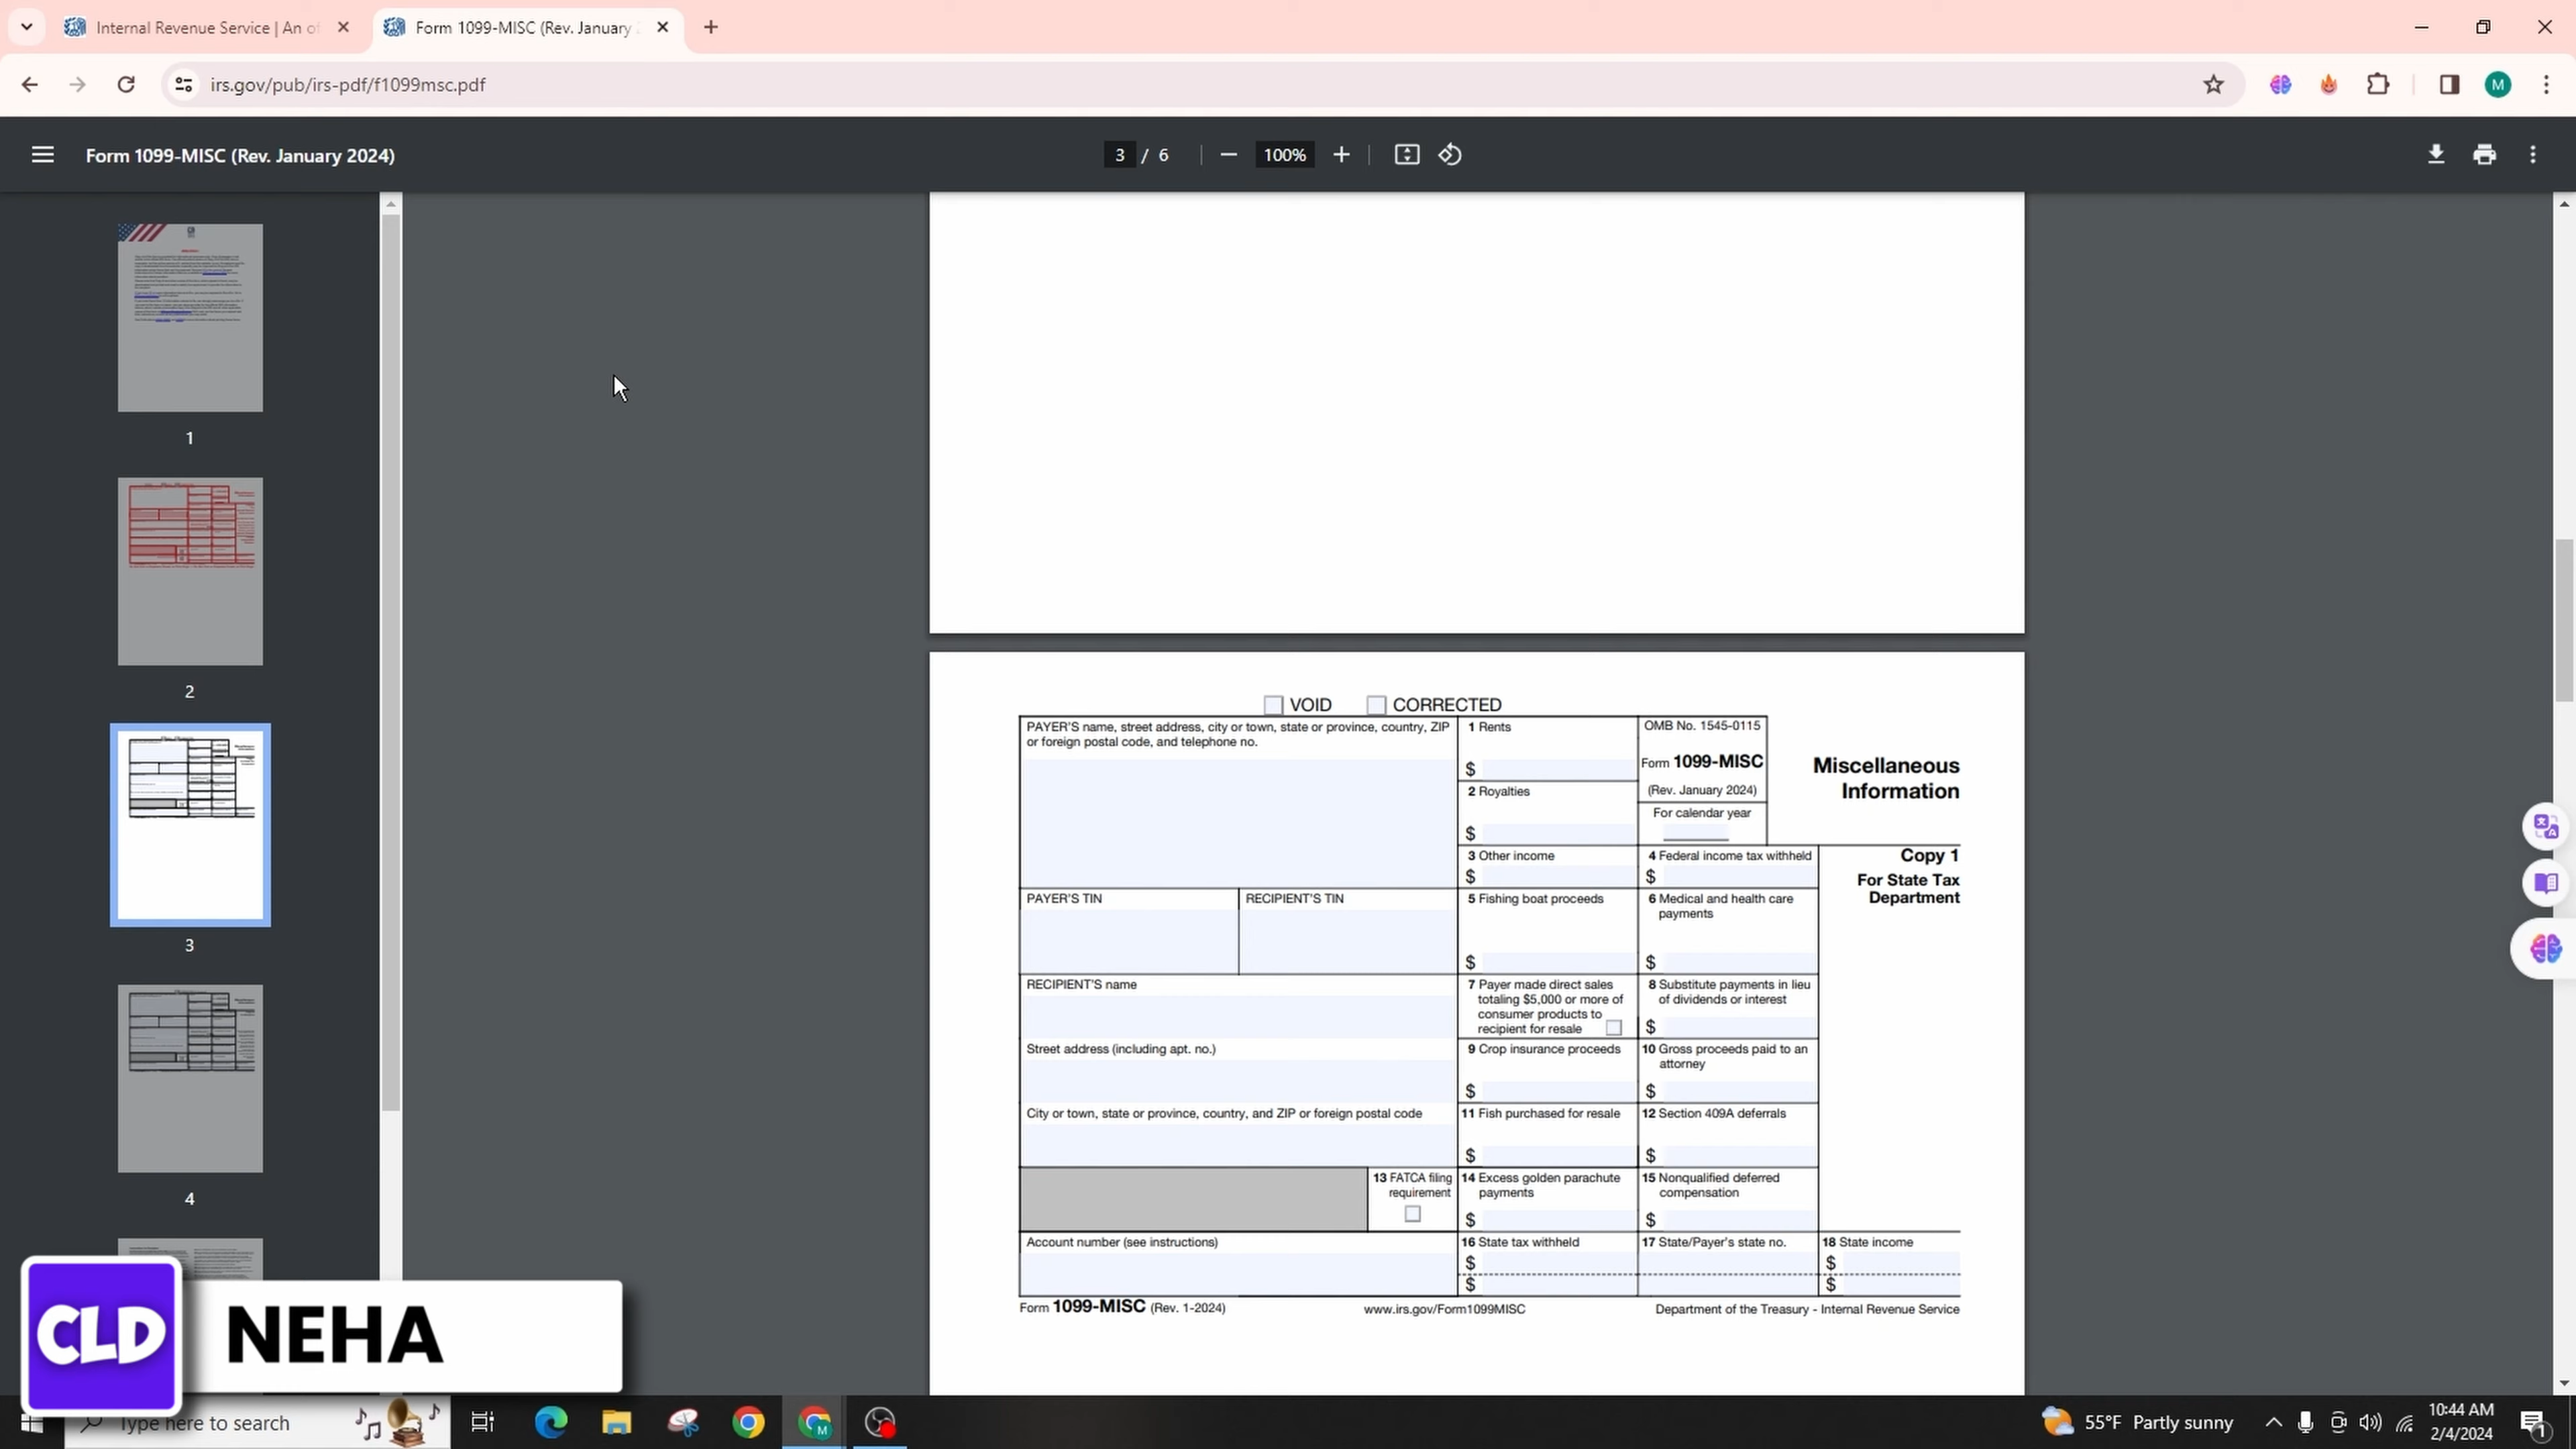 Internal Revenue Service | An of
Form 1099-MISC (Rev. January 2
irs.gov/pub/irs-pdf/f1099msc.pdf
M
Form 1099-MISC (Rev. January 2024)
3 / 6
100%
1
2
3
4
VOID
CORRECTED
PAYER'S name, street address, city or town, state or province, country, ZIP
or foreign postal code, and telephone no.
1 Rents
$
OMB No. 1545-0115
Form 1099-MISC
(Rev. January 2024)
For calendar year
Miscellaneous
Information
2 Royalties
$
3 Other income
$
4 Federal income tax withheld
$
Copy 1
For State Tax
Department
PAYER'S TIN
RECIPIENT'S TIN
5 Fishing boat proceeds
$
6 Medical and health care
payments
$
RECIPIENT'S name
7 Payer made direct sales
totaling $5,000 or more of
consumer products to
recipient for resale
8 Substitute payments in lieu
of dividends or interest
$
Street address (including apt. no.)
9 Crop insurance proceeds
$
10 Gross proceeds paid to an
attorney
$
City or town, state or province, country, and ZIP or foreign postal code
11 Fish purchased for resale
$
12 Section 409A deferrals
$
13 FATCA filing
requirement
14 Excess golden parachute
payments
$
15 Nonqualified deferred
compensation
$
Account number (see instructions)
16 State tax withheld
$
$
17 State/Payer's state no.
18 State income
$
$
Form 1099-MISC (Rev. 1-2024)
www.irs.gov/Form1099MISC
Department of the Treasury - Internal Revenue Service
CLD
NEHA
Type here to search
M
55°F Partly sunny
10:44 AM
2/4/2024
1